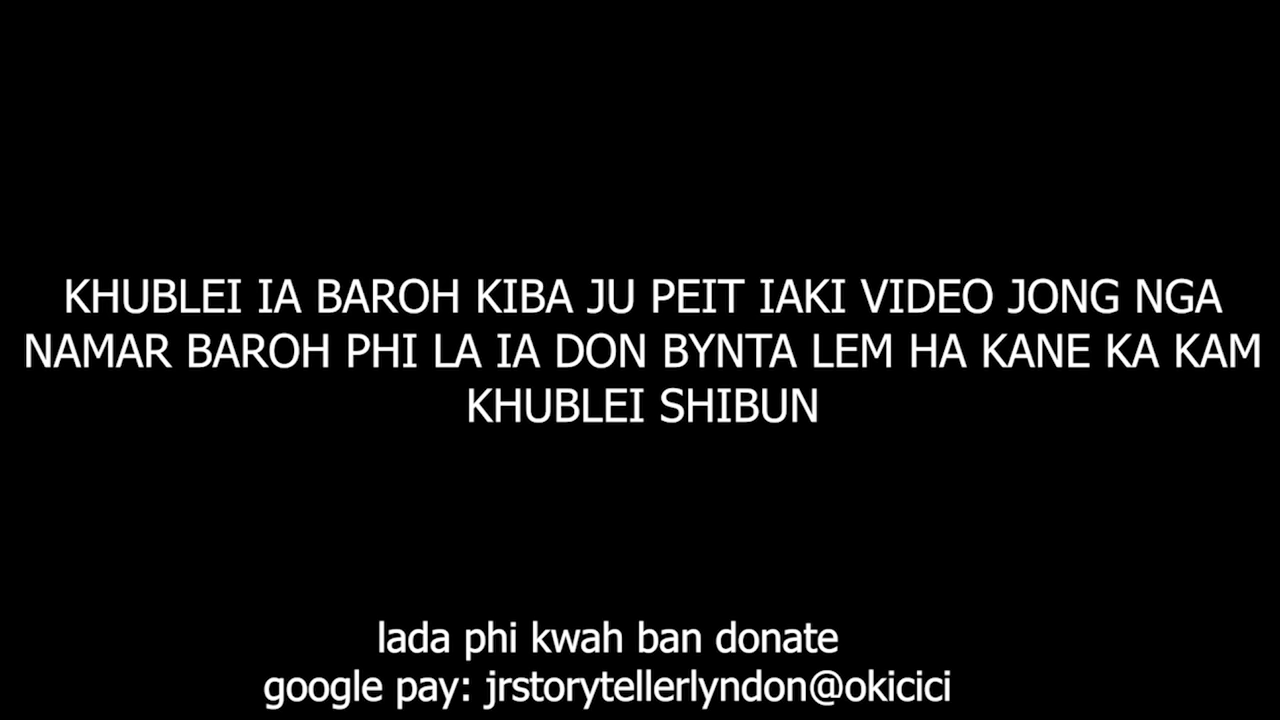 KHUBLEI IA BAROH KIBA JU PEIT IAKI VIDEO JONG NGA
NAMAR BAROH PHI LA IA DON BYNTA LEM HA KANE KA KAM
KHUBLEI SHIBUN
lada phi kwah ban donate
google pay: jrstorytellerlyndon@okicici